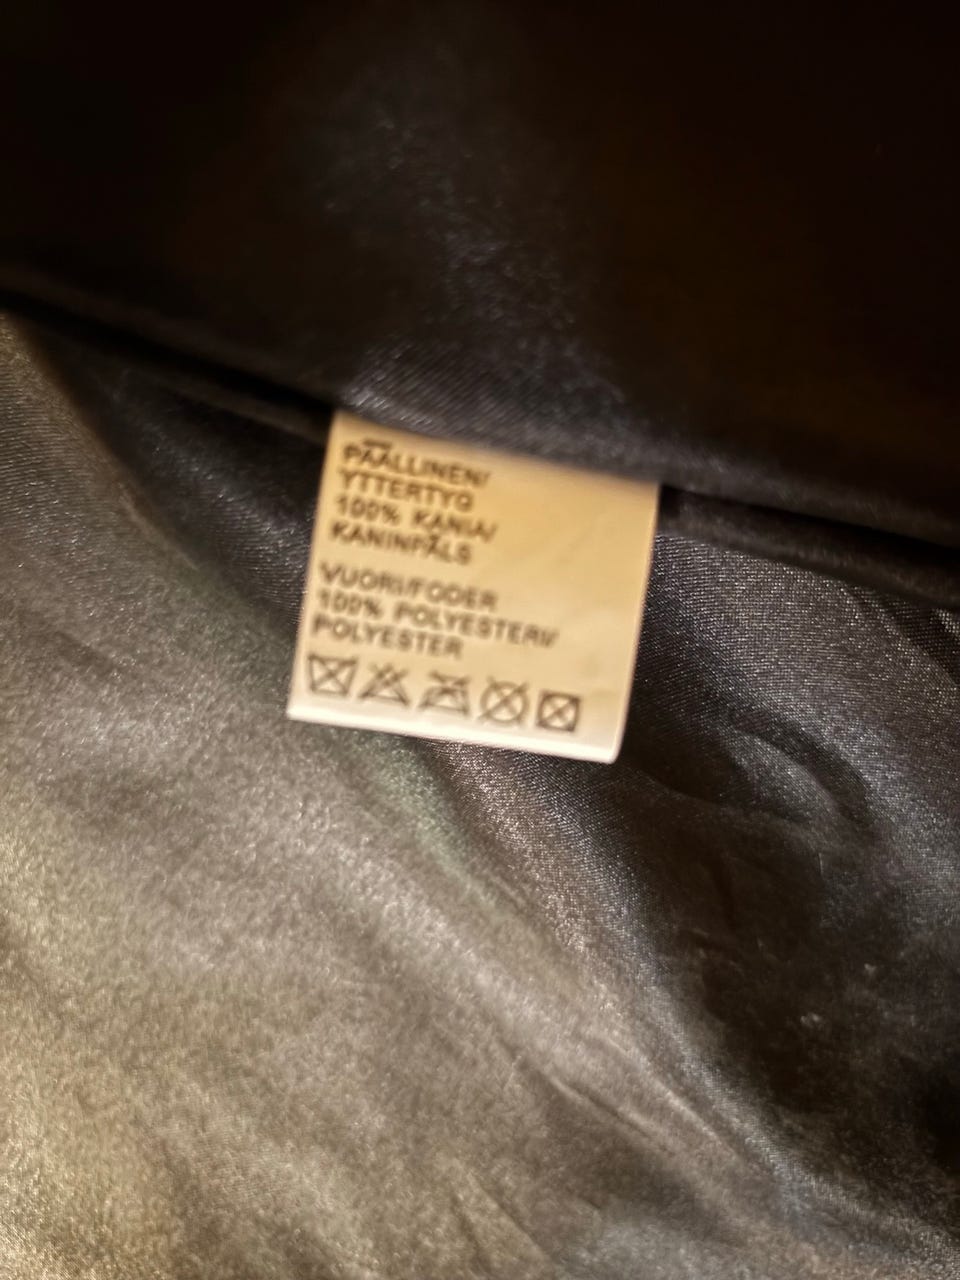 PÄÄLLINEN/
YTTERTYG
100% KANIA/
KANINPÄLS
VUORI/FODER
100% POLYESTERI/
POLYESTER